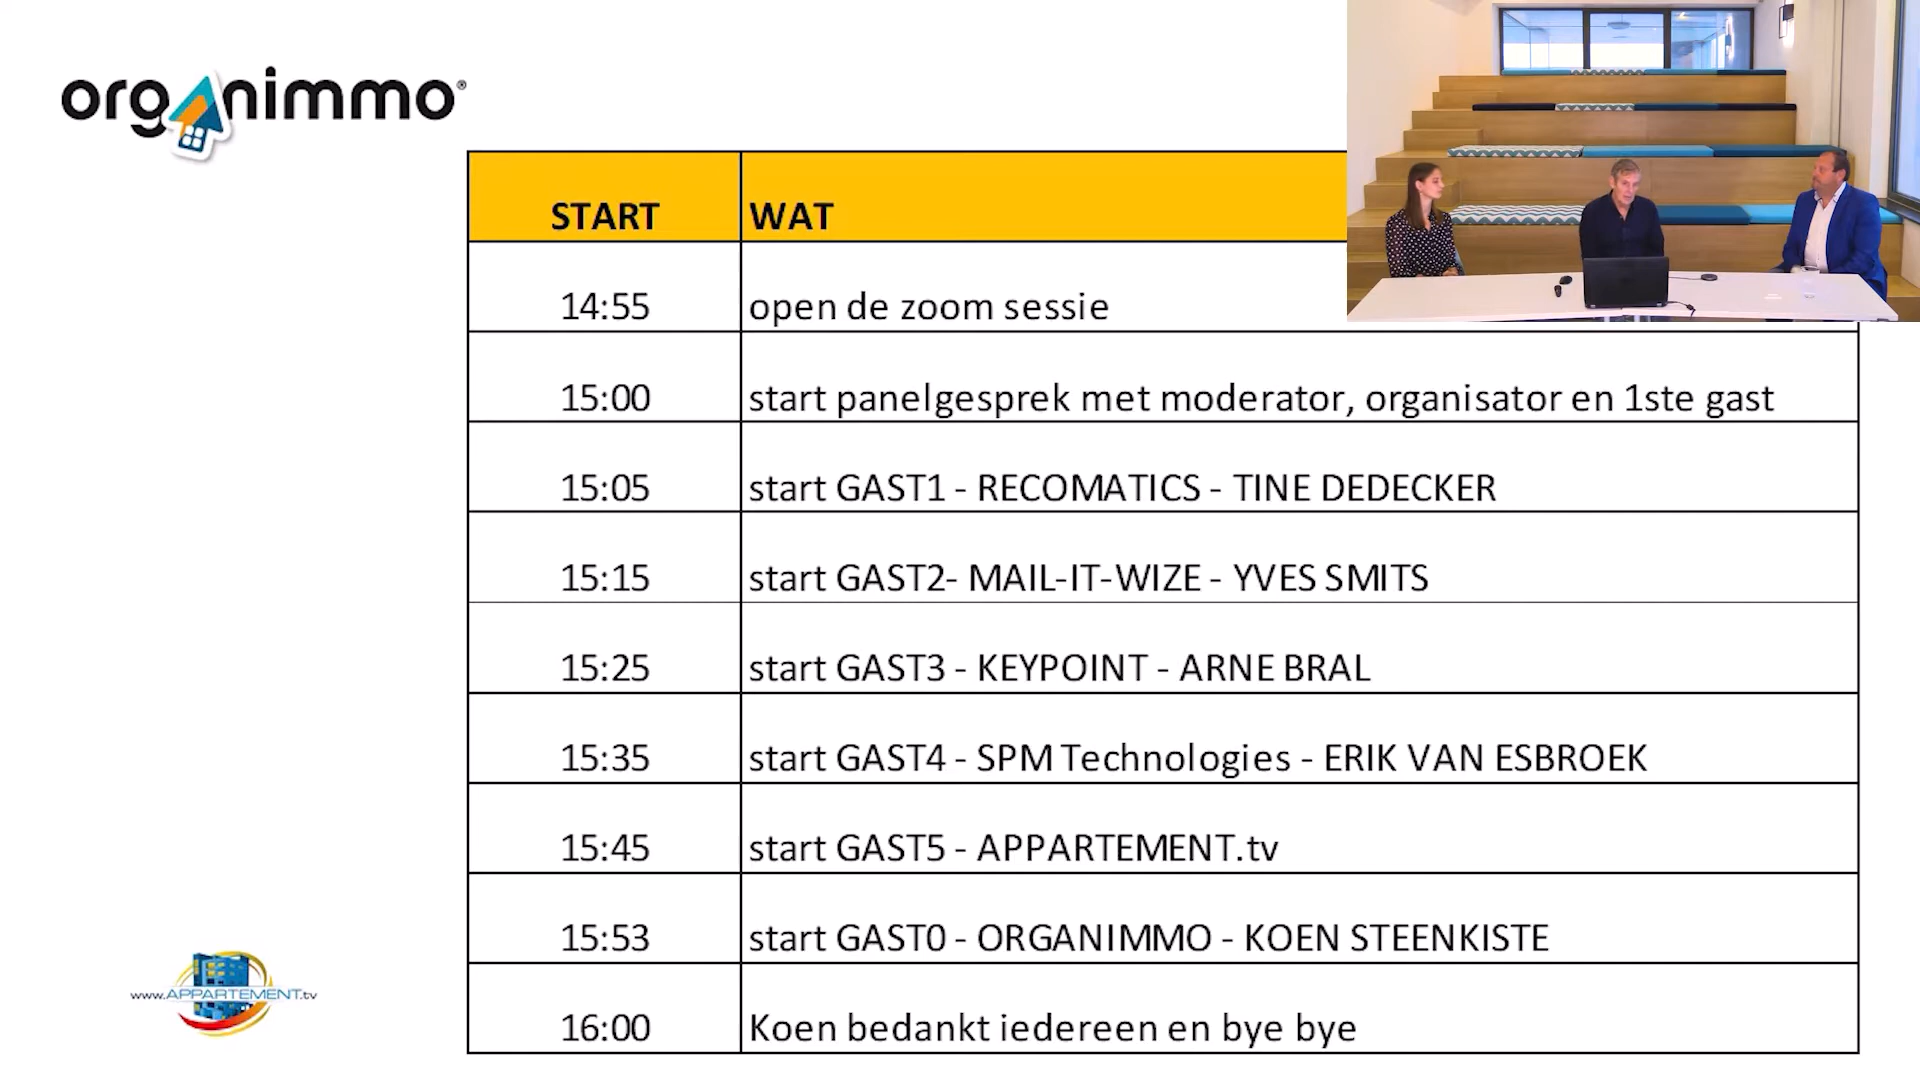 organimmo®
START WAT
14:55 open de zoom sessie
15:00 start panelgesprek met moderator, organisator en 1ste gast
15:05 start GAST1 - RECOMATICS - TINE DEDECKER
15:15 start GAST2- MAIL-IT-WIZE - YVES SMITS
15:25 start GAST3 - KEYPOINT - ARNE BRAL
15:35 start GAST4 - SPM Technologies - ERIK VAN ESBROEK
15:45 start GAST5 - APPARTEMENT.tv
15:53 start GAST0 - ORGANIMMO - KOEN STEENKISTE
www.APPARTEMENT.tv
16:00 Koen bedankt iedereen en bye bye